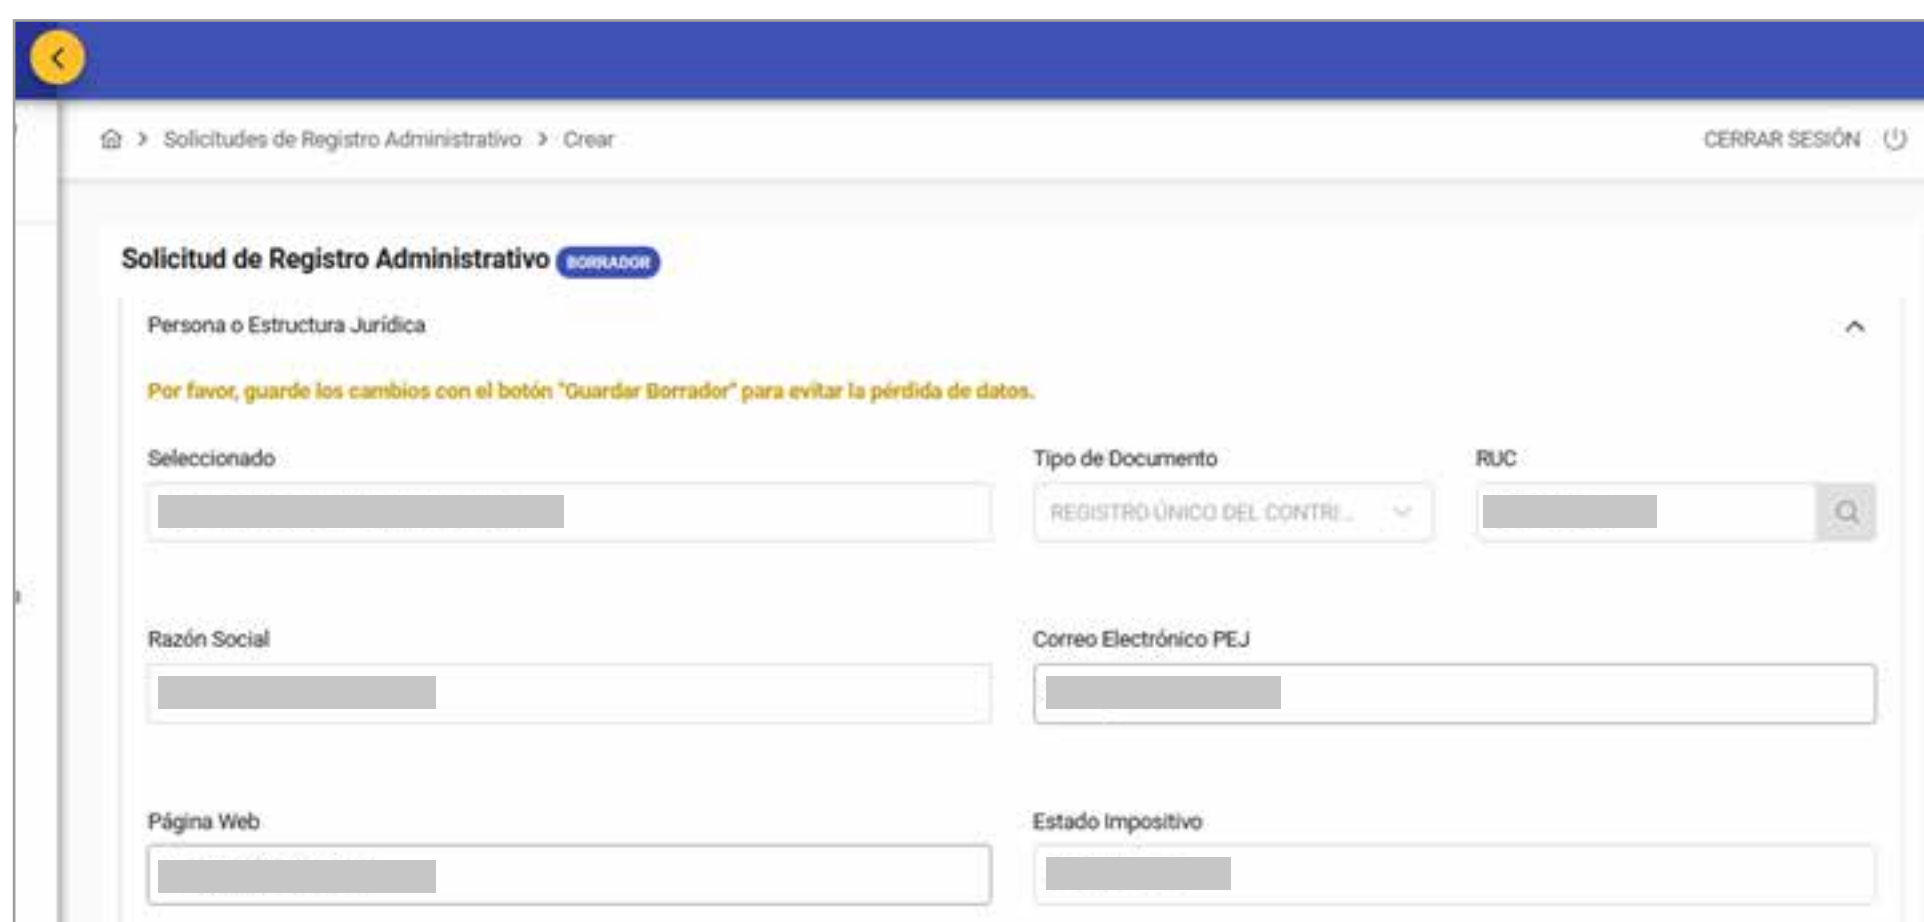 Solicitudes de Registro Administrativo > Crear
CERRAR SESIÓN
Solicitud de Registro Administrativo BORRADOR
Persona o Estructura Jurídica
Por favor, guarde los cambios con el botón "Guardar Borrador" para evitar la pérdida de datos.
Seleccionado
Tipo de Documento
RUC
REGISTRO ÚNICO DEL CONTRI...
Razón Social
Correo Electrónico PEJ
Página Web
Estado Impositivo